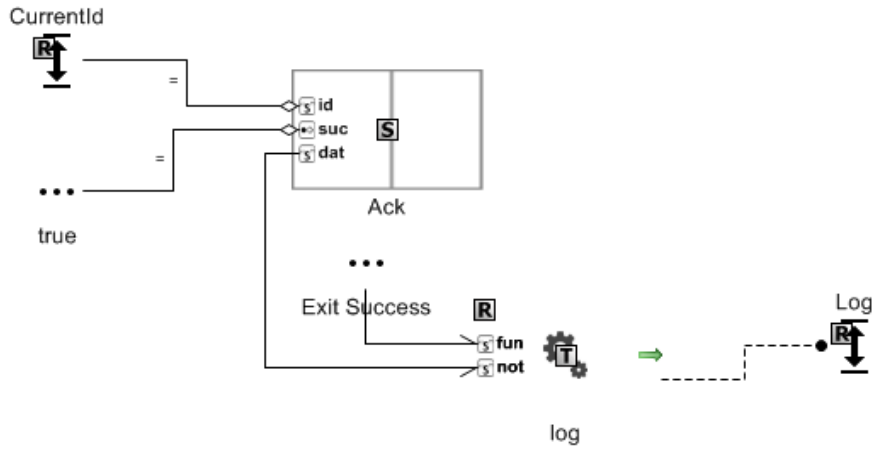 CurrentId
R
=
id
suc
S
dat
=
Ack
true
Exit Success
R
Log
R
fun
T
not
log